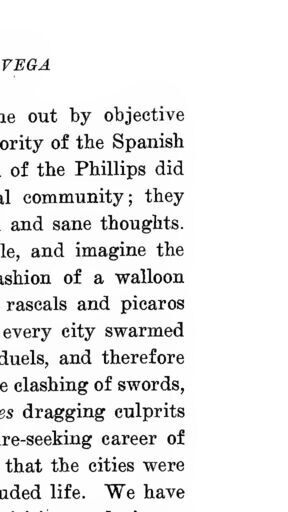 VEGA
ne out by objective
ority of the Spanish
of the Phillips did
al community; they
and sane thoughts.
le, and imagine the
ashion of a walloon
rascals and picaros
every city swarmed
duels, and therefore
e clashing of swords,
es dragging culprits
re-seeking career of
that the cities were
uded life. We have